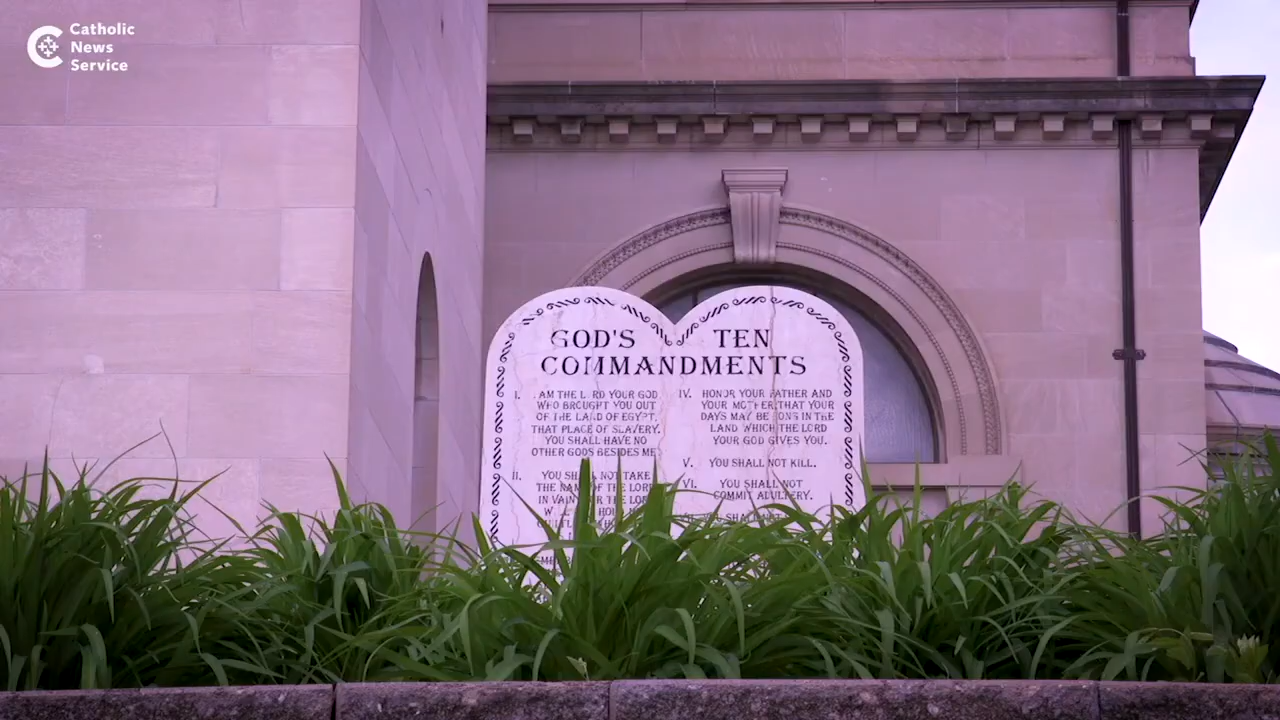 Catholic
News
Service
GOD'S TEN
COMMANDMENTS
I. I AM THE LORD YOUR GOD
WHO BROUGHT YOU OUT
OF THE LAND OF EGYPT,
THAT PLACE OF SLAVERY.
YOU SHALL HAVE NO
OTHER GODS BESIDES ME
II. YOU SHALL NOT TAKE
THE NAME OF THE LORD
IN VAIN FOR THE LORD
IV. HONOR YOUR FATHER AND
YOUR MOTHER THAT YOUR
DAYS MAY BE LONG IN THE
LAND WHICH THE LORD
YOUR GOD GIVES YOU.
V. YOU SHALL NOT KILL.
VI. YOU SHALL NOT
COMMIT ADULTERY.